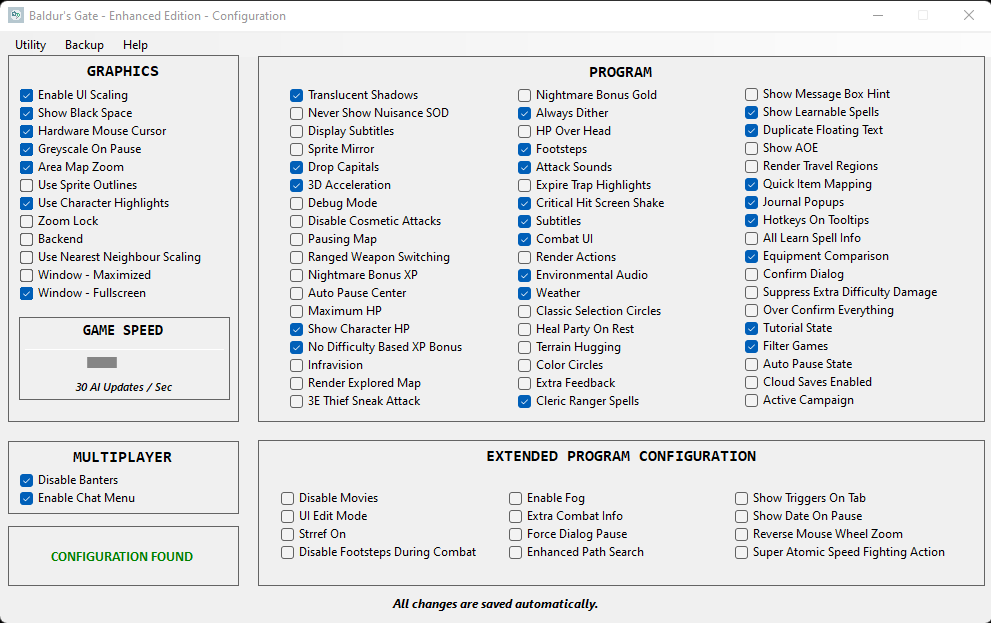 Baldur's Gate - Enhanced Edition - Configuration
Utility Backup Help
GRAPHICS
Enable UI Scaling
Show Black Space
Hardware Mouse Cursor
Greyscale On Pause
Area Map Zoom
Use Sprite Outlines
Use Character Highlights
Zoom Lock
Backend
Use Nearest Neighbour Scaling
Window - Maximized
Window - Fullscreen
GAME SPEED
30 AI Updates / Sec
MULTIPLAYER
Disable Banters
Enable Chat Menu
CONFIGURATION FOUND
PROGRAM
Translucent Shadows
Never Show Nuisance SOD
Display Subtitles
Sprite Mirror
Drop Capitals
3D Acceleration
Debug Mode
Disable Cosmetic Attacks
Pausing Map
Ranged Weapon Switching
Nightmare Bonus XP
Auto Pause Center
Maximum HP
Show Character HP
No Difficulty Based XP Bonus
Infravision
Render Explored Map
3E Thief Sneak Attack
Nightmare Bonus Gold
Always Dither
HP Over Head
Footsteps
Attack Sounds
Expire Trap Highlights
Critical Hit Screen Shake
Subtitles
Combat UI
Render Actions
Environmental Audio
Weather
Classic Selection Circles
Heal Party On Rest
Terrain Hugging
Color Circles
Extra Feedback
Cleric Ranger Spells
Show Message Box Hint
Show Learnable Spells
Duplicate Floating Text
Show AOE
Render Travel Regions
Quick Item Mapping
Journal Popups
Hotkeys On Tooltips
All Learn Spell Info
Equipment Comparison
Confirm Dialog
Suppress Extra Difficulty Damage
Over Confirm Everything
Tutorial State
Filter Games
Auto Pause State
Cloud Saves Enabled
Active Campaign
EXTENDED PROGRAM CONFIGURATION
Disable Movies
UI Edit Mode
Strref On
Disable Footsteps During Combat
Enable Fog
Extra Combat Info
Force Dialog Pause
Enhanced Path Search
Show Triggers On Tab
Show Date On Pause
Reverse Mouse Wheel Zoom
Super Atomic Speed Fighting Action
All changes are saved automatically.